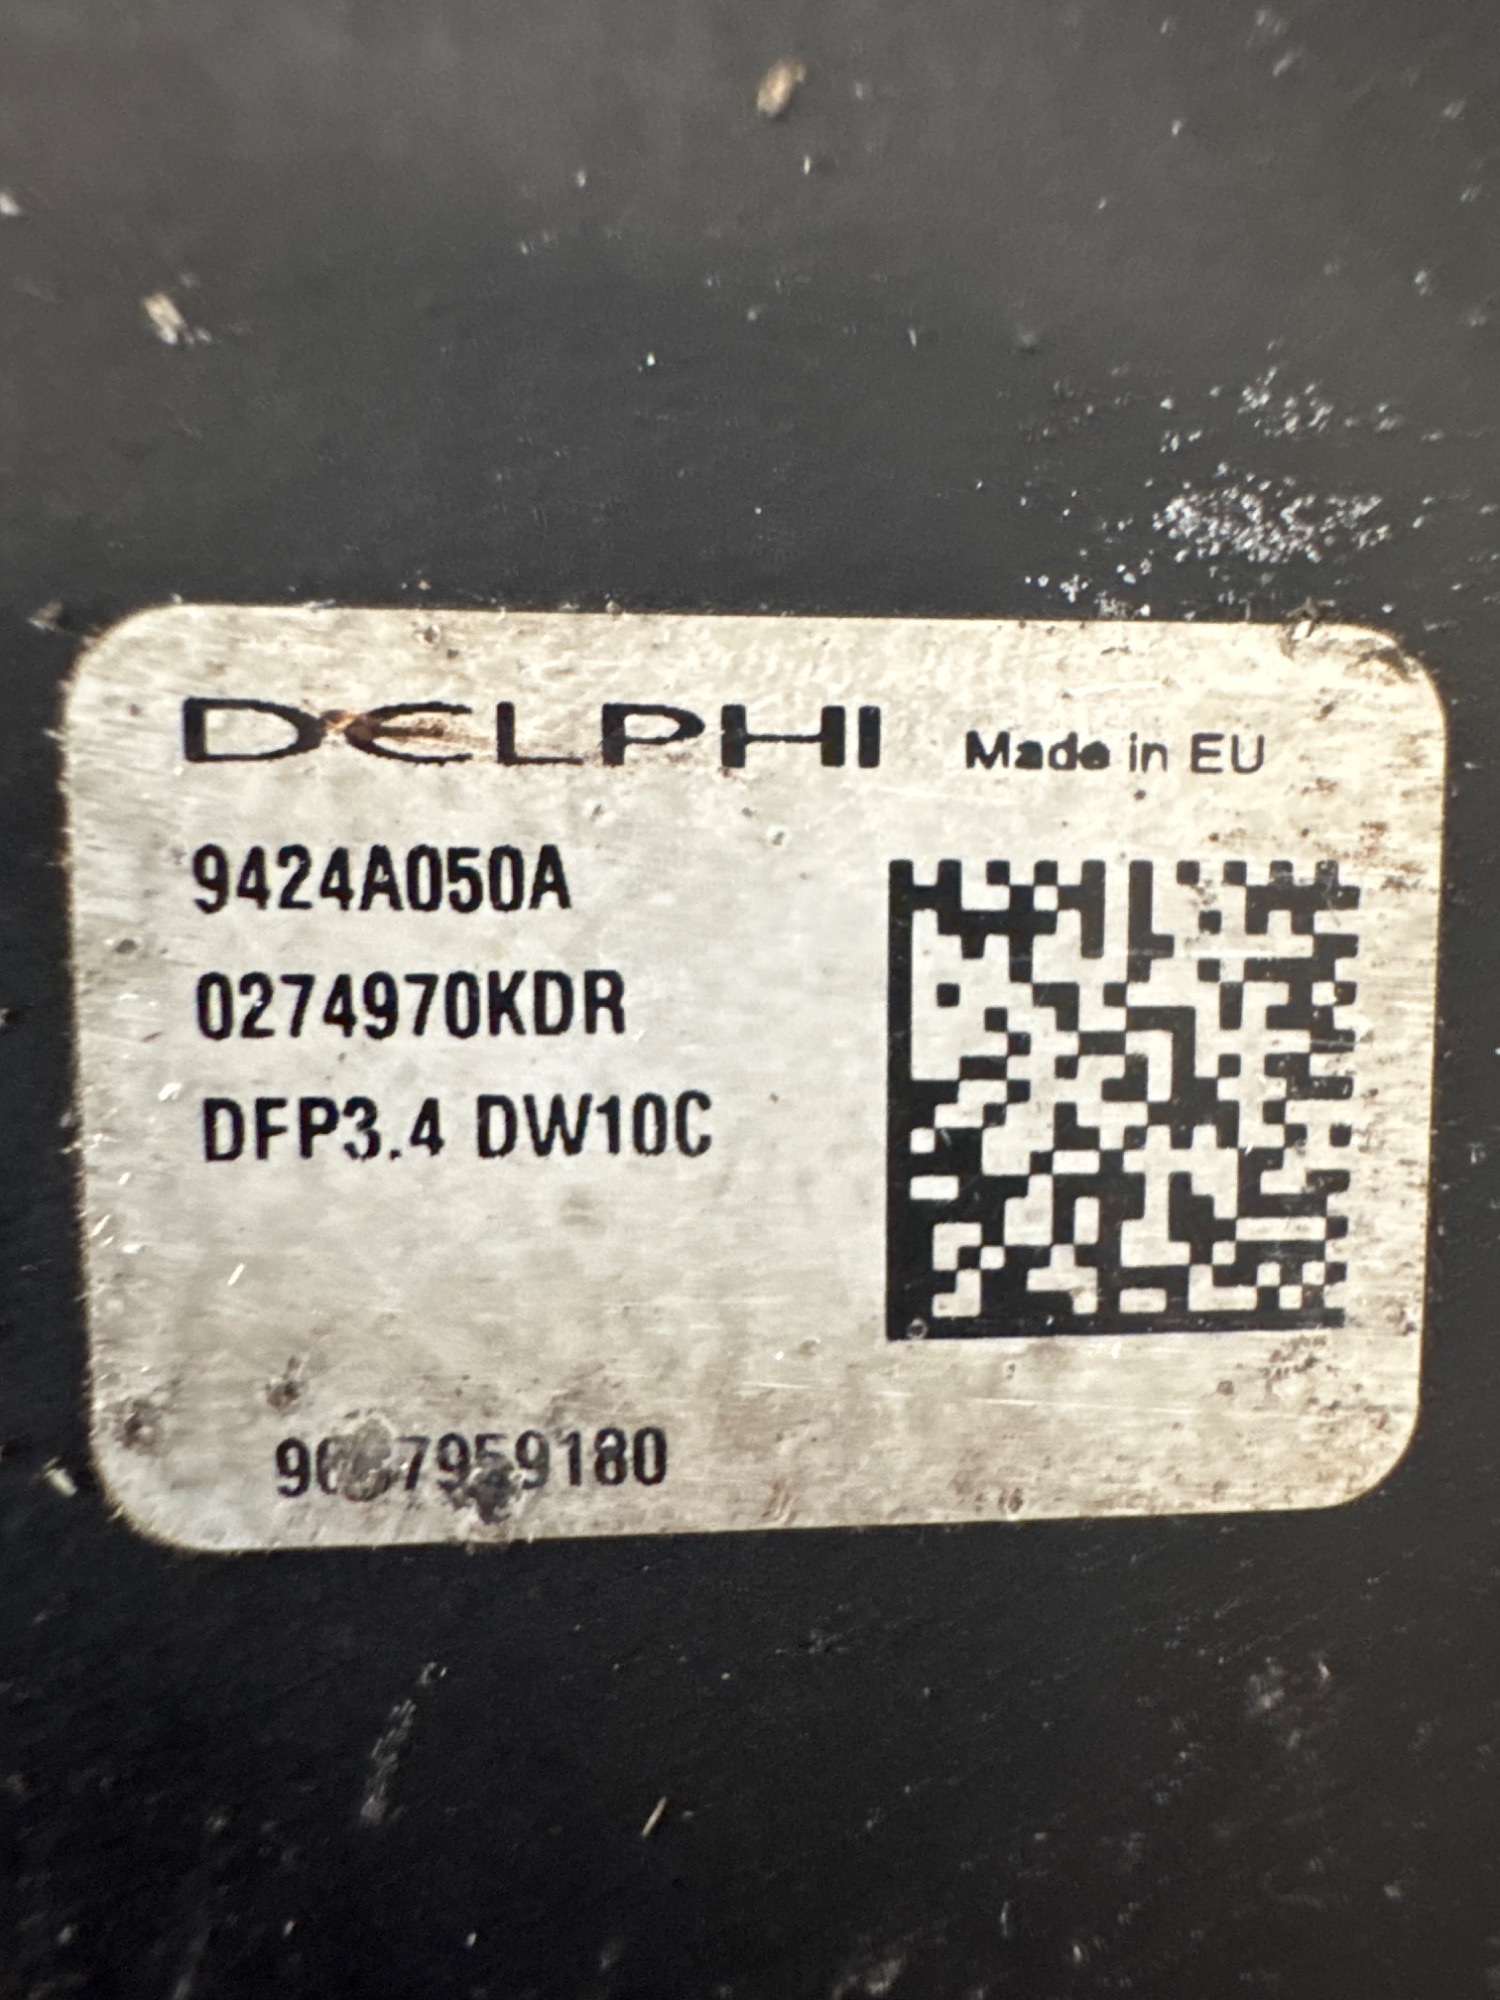 DELPHI Made in EU
9424A050A
0274970KDR
DFP3.4 DW10C